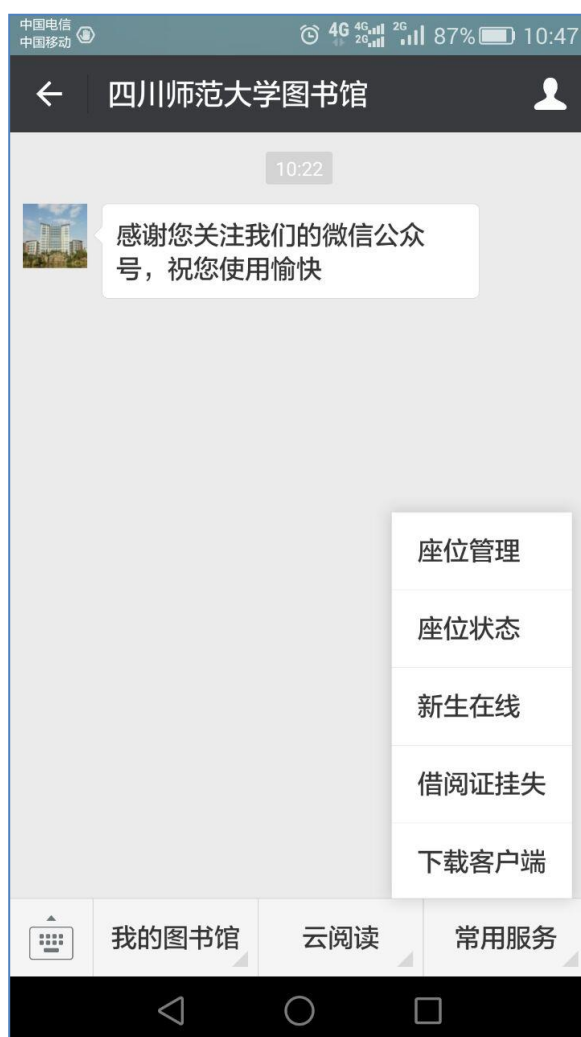 中国电信
中国移动
4G 4G 2G 2G 87% 10:47
四川师范大学图书馆
10:22
感谢您关注我们的微信公众
号，祝您使用愉快
座位管理
座位状态
新生在线
借阅证挂失
下载客户端
我的图书馆 云阅读 常用服务